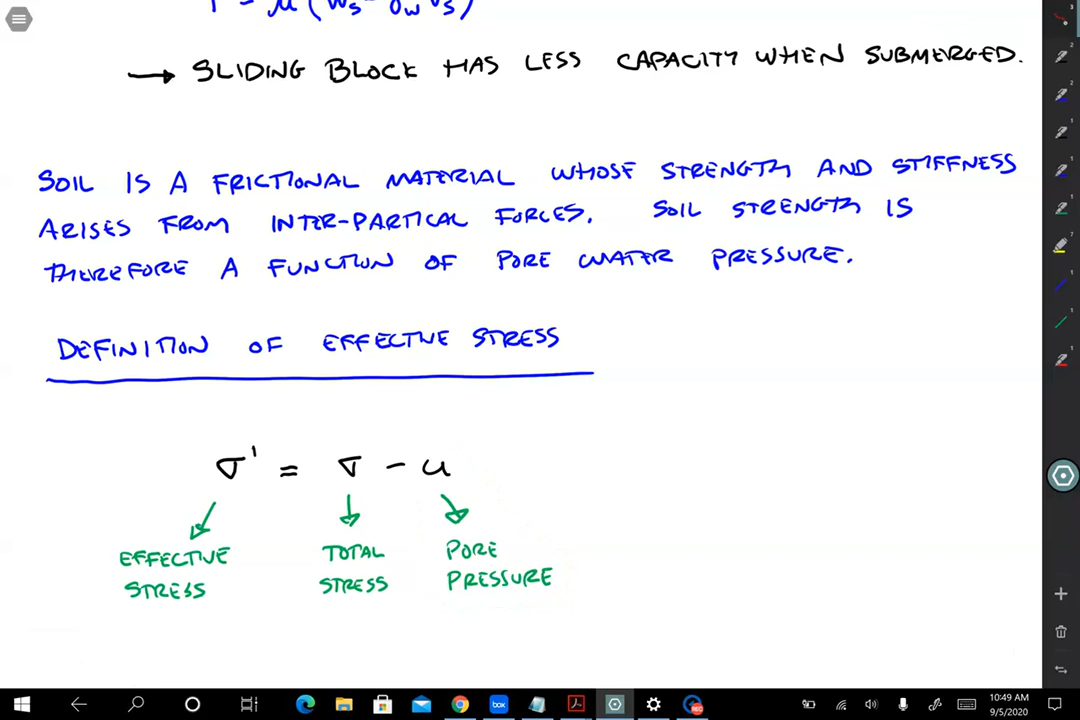 → SLIDING BLOCK HAS LESS CAPACITY WHEN SUBMERGED.
SOIL IS A FRICTIONAL MATERIAL WHOSE STRENGTH AND STIFFNESS
ARISES FROM INTER-PARTICAL FORCES. SOIL STRENGTH IS
THEREFORE A FUNCTION OF PORE WATER PRESSURE.
DEFINITION OF EFFECTIVE STRESS
σ' = σ - u
EFFECTIVE STRESS
TOTAL STRESS
PORE PRESSURE
box
REC
10:49 AM
9/5/2020